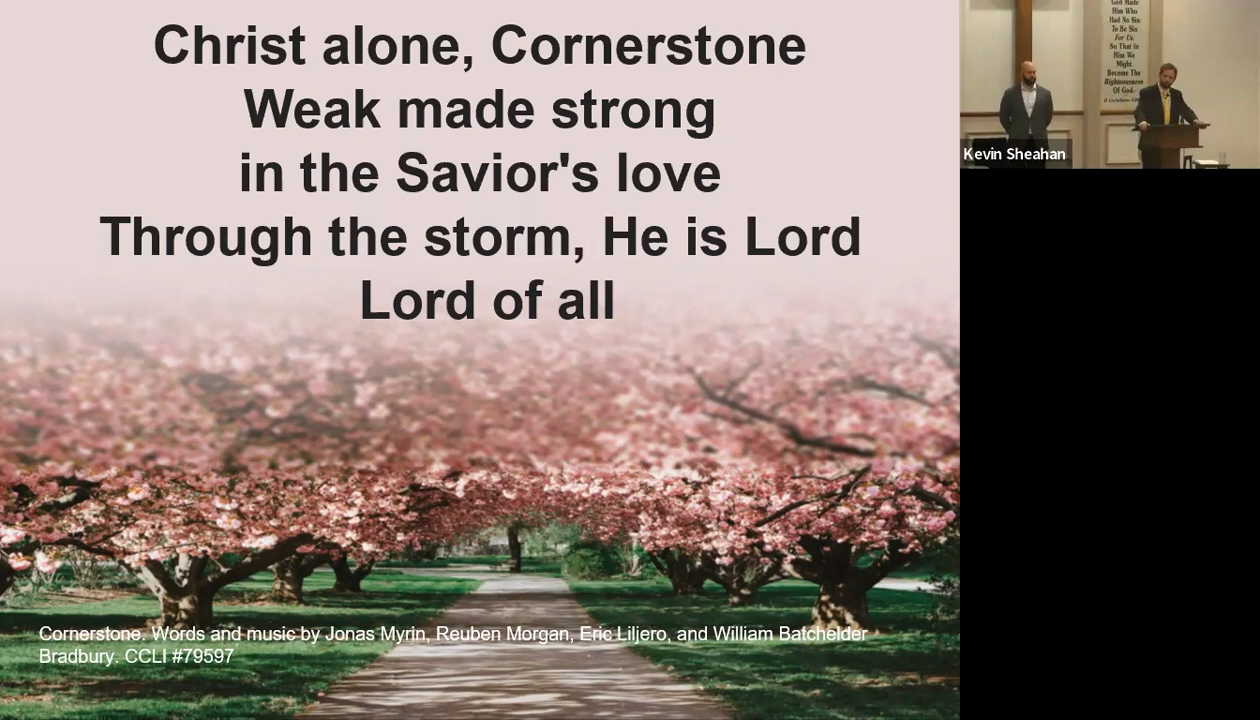 Christ alone, Cornerstone
Weak made strong
in the Savior's love
Through the storm, He is Lord
Lord of all
Cornerstone. Words and music by Jonas Myrin, Reuben Morgan, Eric Liljero, and William Batchelder
Bradbury. CCLI #79597
God Made
Him Who
Had No Sin
To Be Sin
For Us,
So That in
Him We
Might
Become The
Righteousness
Of God.
Kevin Sheahan